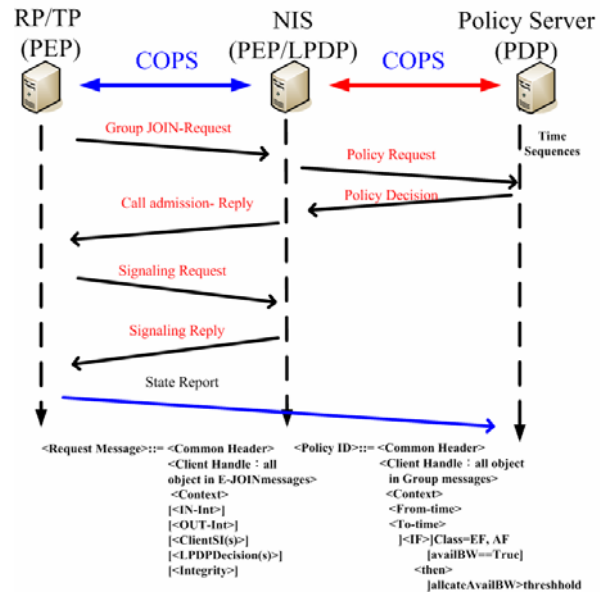 RP/TP
(PEP)
NIS
(PEP/LPDP)
Policy Server
(PDP)
COPS
COPS
Time
Sequences
Group JOIN-Request
Policy Request
Policy Decision
Call admission- Reply
Signaling Request
Signaling Reply
State Report
<Request Message>::= <Common Header>
<Client Handle：all
object in E-JOINmessages>
<Context>
[<IN-Int>]
[<OUT-Int>]
[<ClientSI(s)>]
[<LPDPDecision(s)>]
[<Integrity>]
<Policy ID>::= <Common Header>
<Client Handle：all object
in Group messages>
<Context>
<From-time>
<To-time>
]<IF>]Class=EF, AF
[availBW==True]
<then>
]allcateAvailBW>threshhold